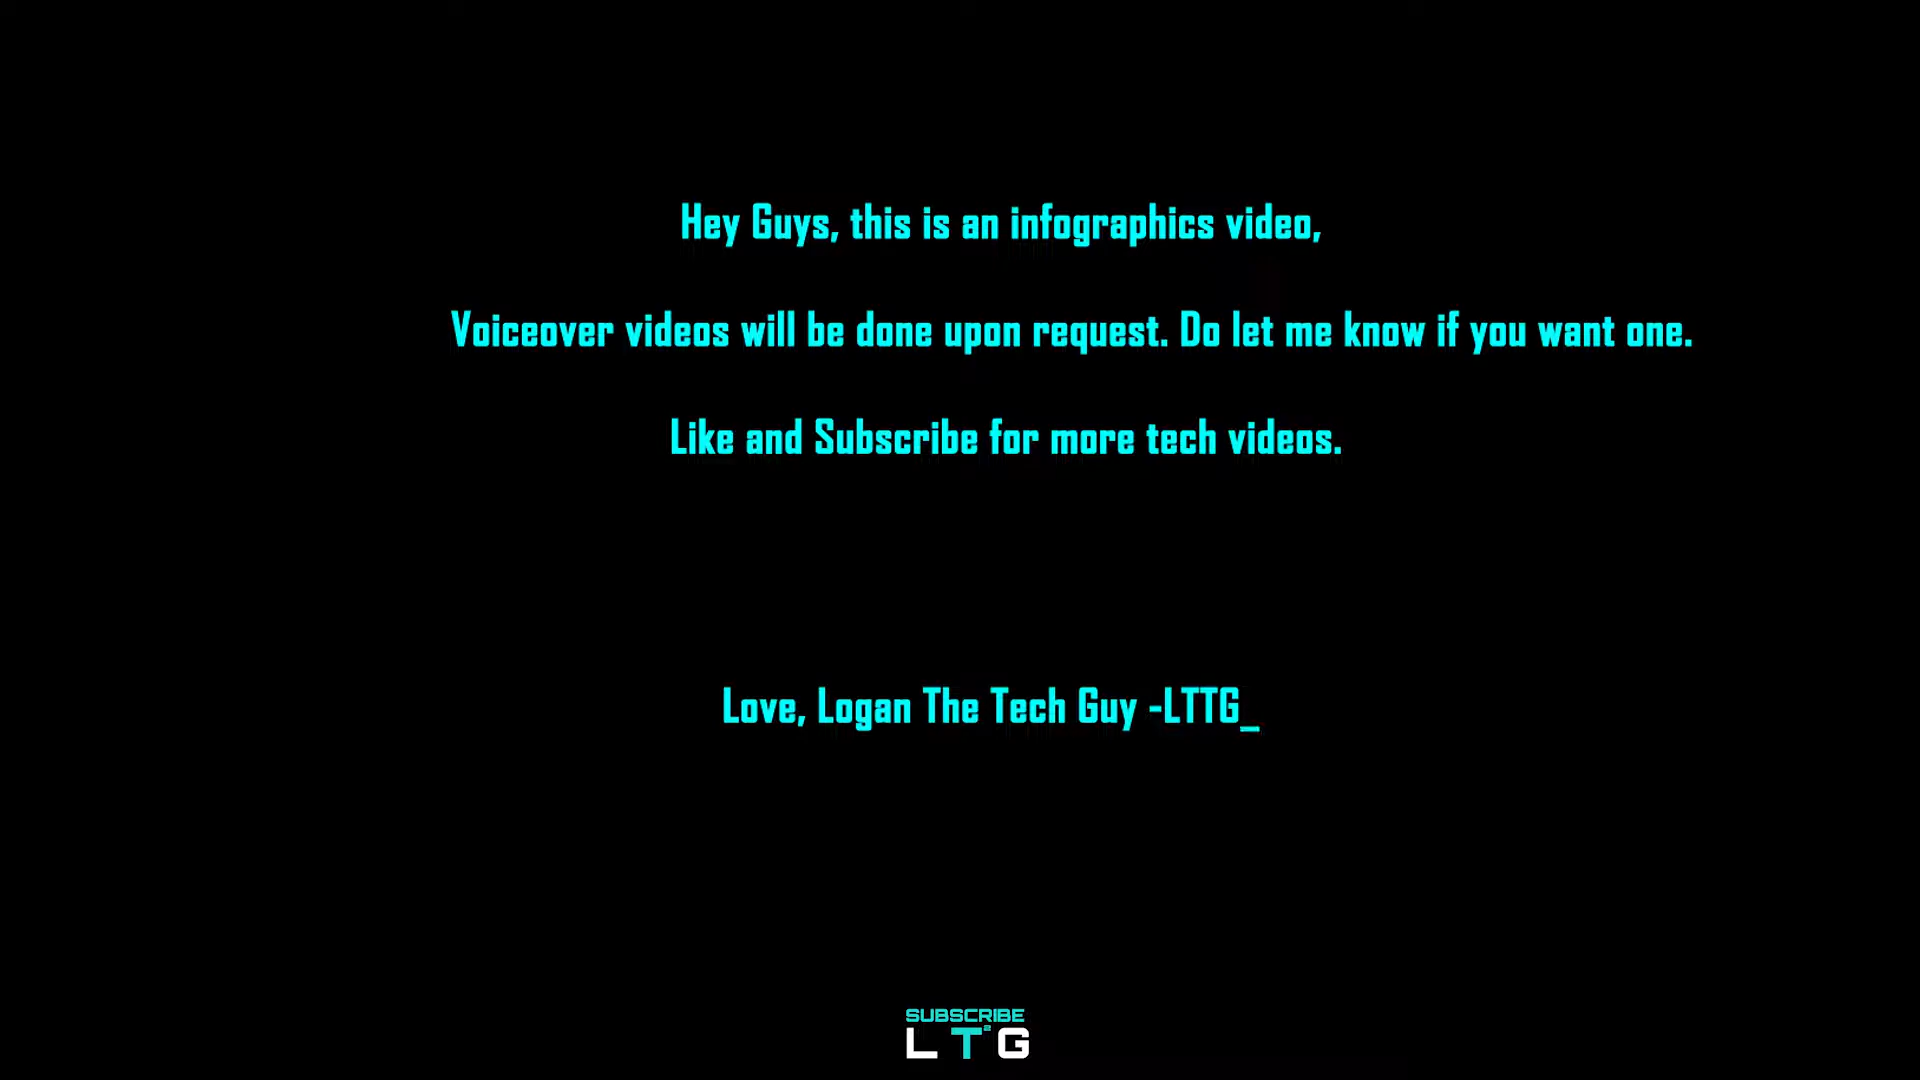 Hey Guys, this is an infographics video,
Voiceover videos will be done upon request. Do let me know if you want one.
Like and Subscribe for more tech videos.
Love, Logan The Tech Guy -LTTG_
SUBSCRIBE
LT²G